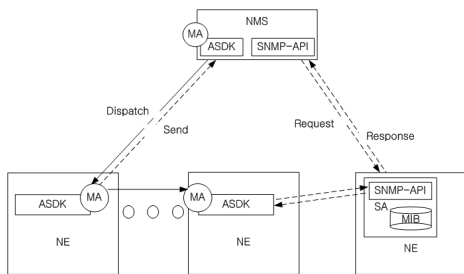 NMS
MA
ASDK
SNMP-API
Dispatch
Send
Request
Response
MA
ASDK
NE
MA
ASDK
NE
SNMP-API
SA
MIB
NE